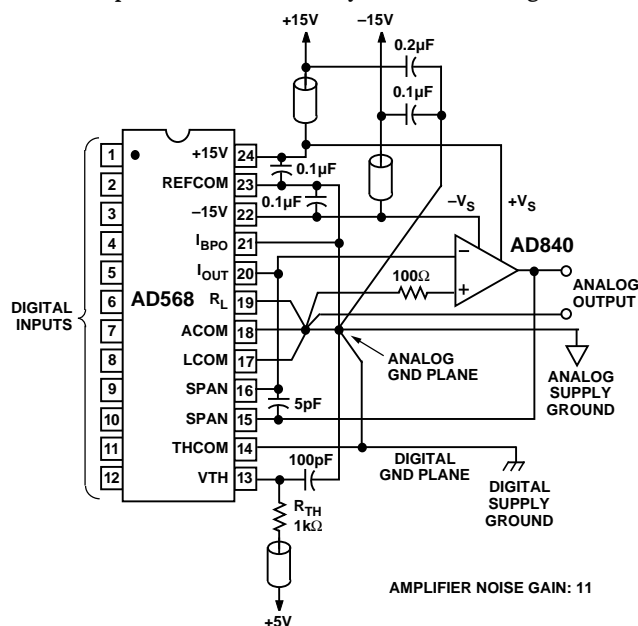 +15V
–15V
0.2µF
0.1µF
1
2
3
4
5
6
7
8
9
10
11
12
DIGITAL
INPUTS
AD568
+15V
24
REFCOM
23
–15V
22
IBPO
21
IOUT
20
RL
19
ACOM
18
LCOM
17
SPAN
16
SPAN
15
THCOM
14
VTH
13
0.1µF
0.1µF
–VS
+VS
AD840
100Ω
–
+
ANALOG
OUTPUT
ANALOG
GND PLANE
ANALOG
SUPPLY
GROUND
5pF
DIGITAL
GND PLANE
DIGITAL
SUPPLY
GROUND
100pF
RTH
1kΩ
+5V
AMPLIFIER NOISE GAIN: 11